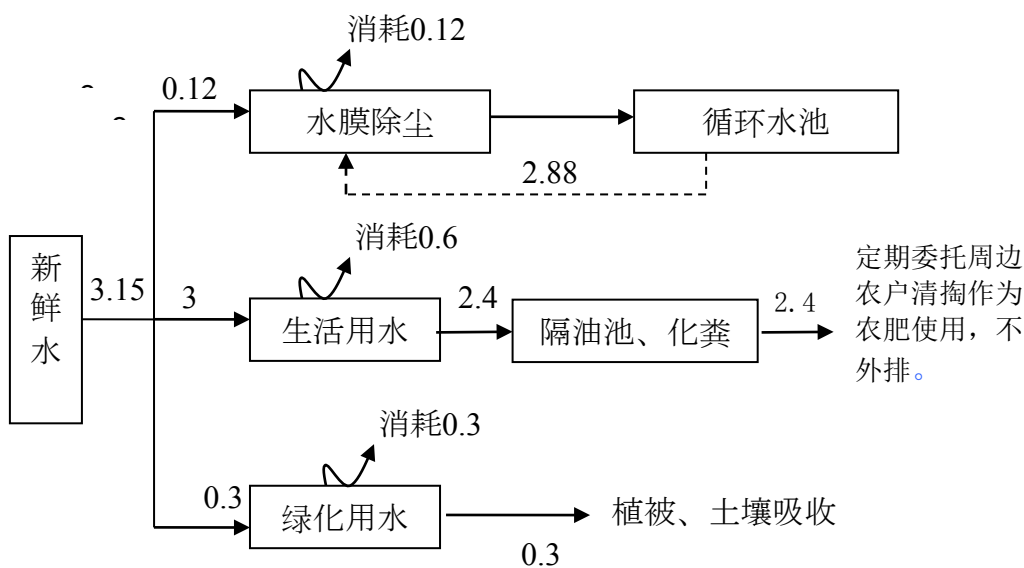 消耗0.12
0.12
水膜除尘
循环水池
2.88
新
鲜
水
3.15
消耗0.6
3
生活用水
2.4
隔油池、化粪
2.4
定期委托周边
农户清掏作为
农肥使用，不
外排。
消耗0.3
0.3
绿化用水
植被、土壤吸收
0.3